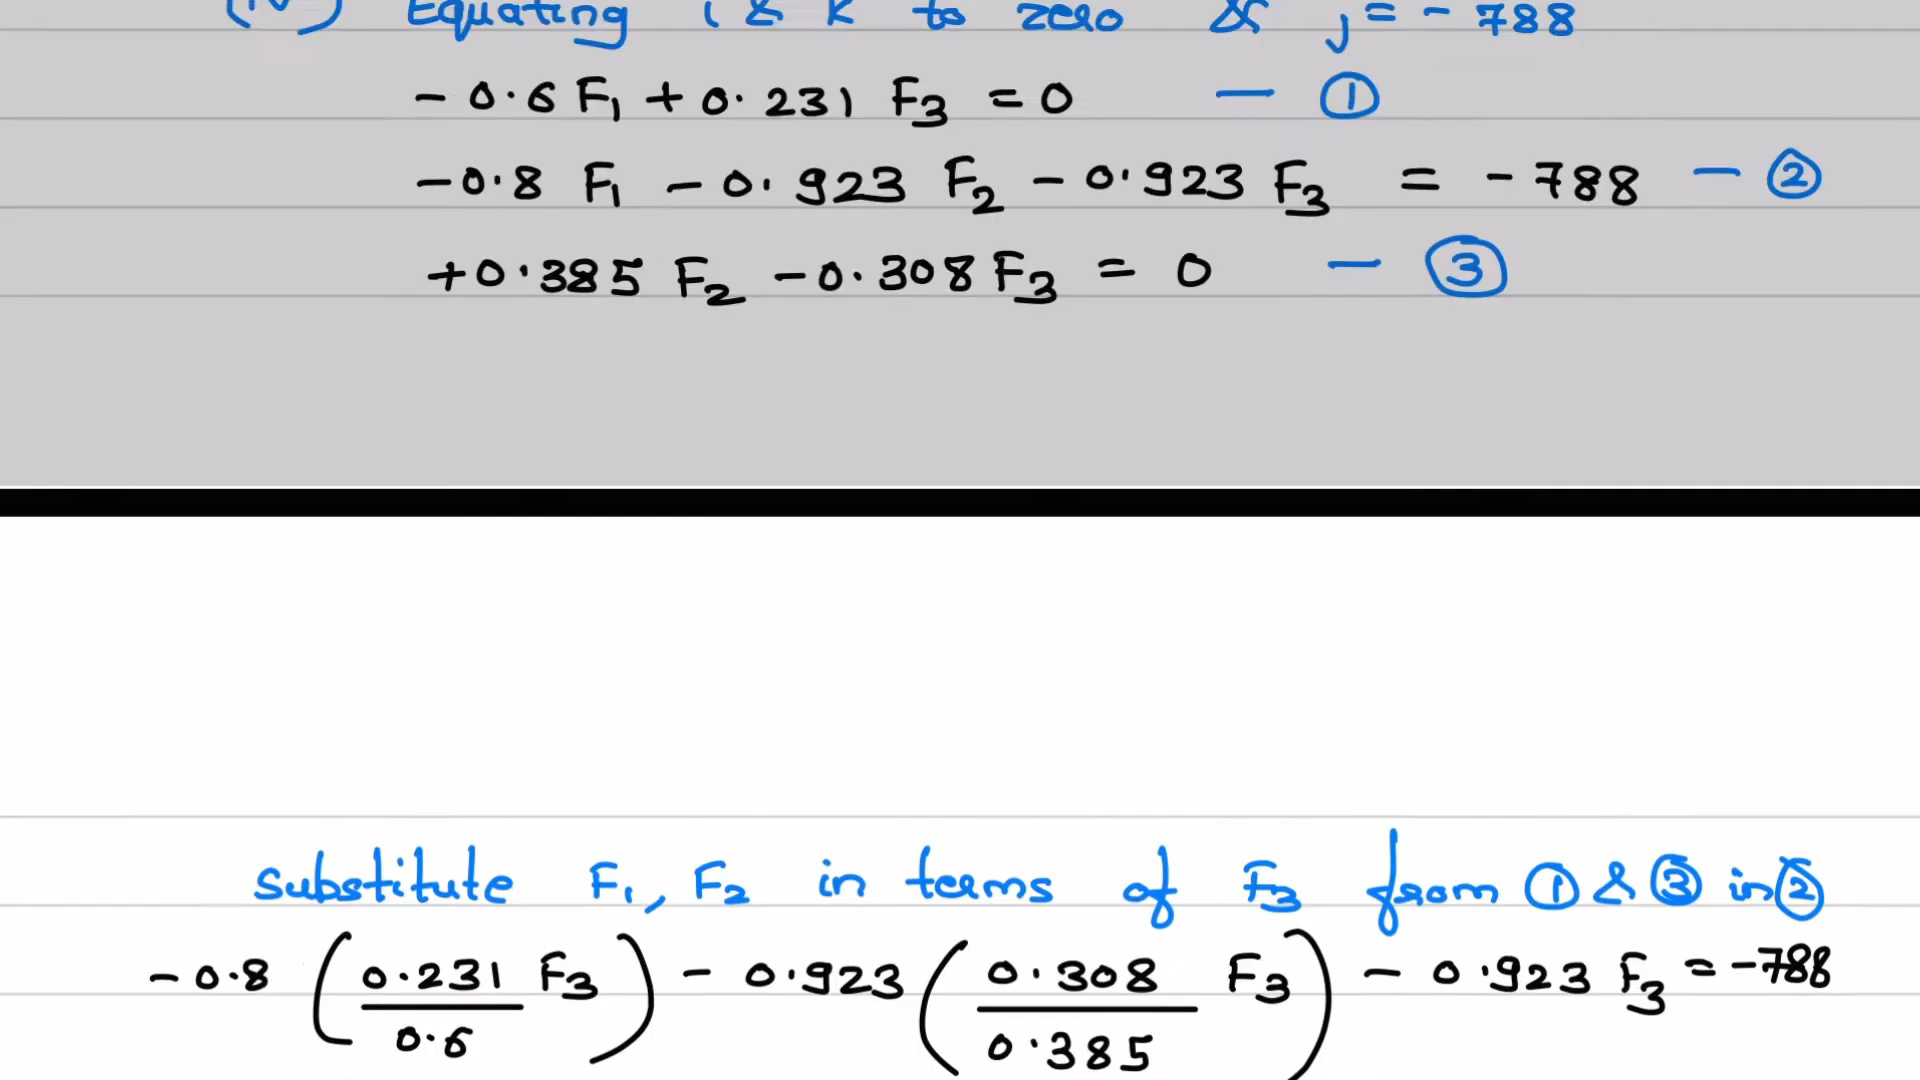 (iv) Equating i & k to zero & j = - 788
- 0.6 F₁ + 0.231 F₃ = 0 — ①
- 0.8 F₁ - 0.923 F₂ - 0.923 F₃ = - 788 — ②
+ 0.385 F₂ - 0.308 F₃ = 0 — ③
substitute F₁, F₂ in terms of F₃ from ① & ③ in ②
- 0.8 (0.231/0.6 F₃) - 0.923 (0.308/0.385 F₃) - 0.923 F₃ = - 788